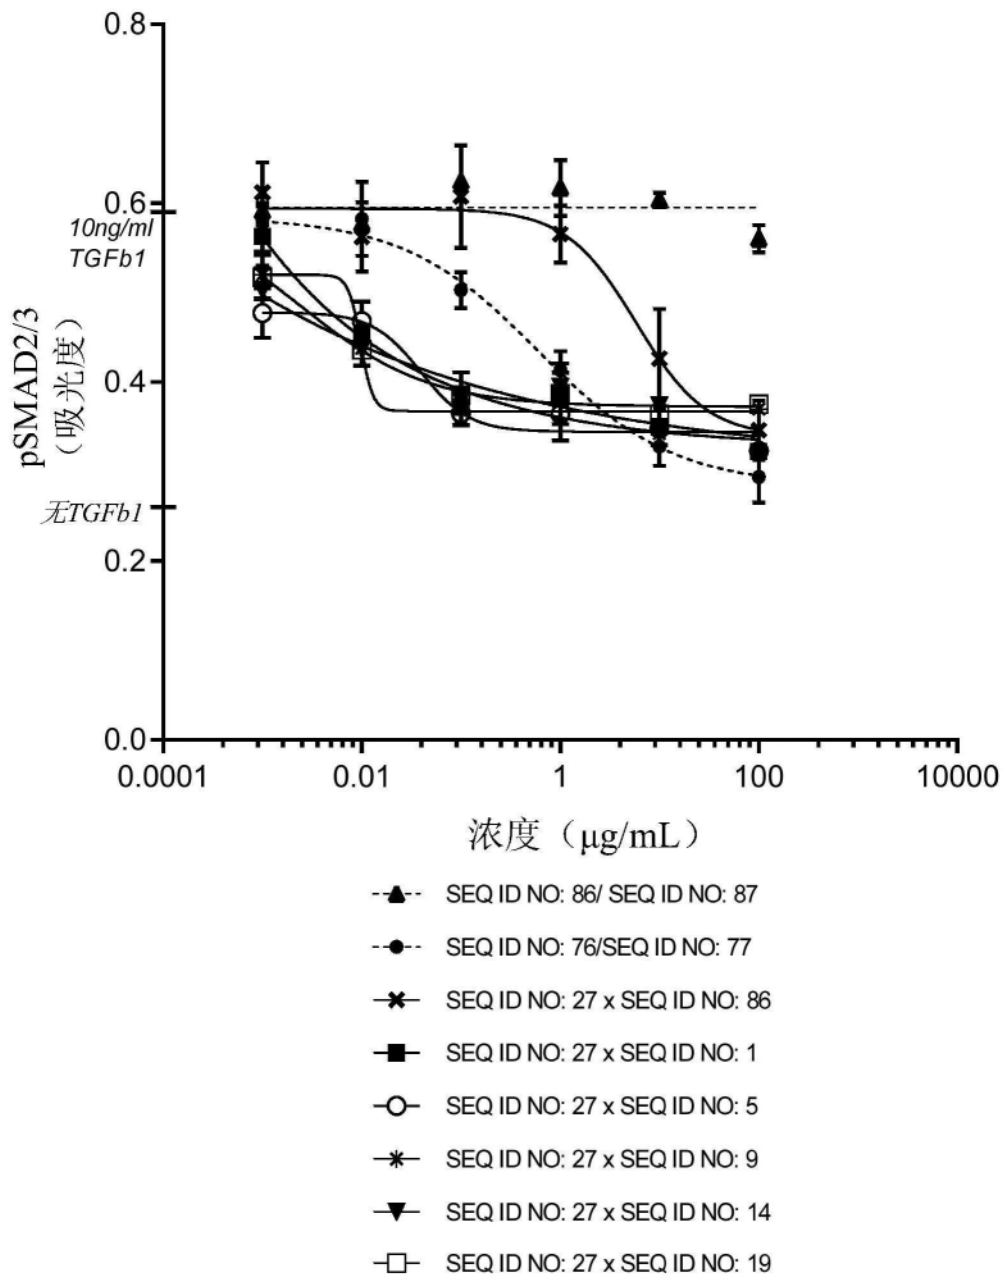 0.8
0.6
10ng/ml
TGFb1
0.4
pSMAD2/3
（吸光度）
无TGFb1
0.2
0.0
0.0001 0.01 1 100 10000
浓度（μg/mL）
SEQ ID NO: 86/ SEQ ID NO: 87
SEQ ID NO: 76/SEQ ID NO: 77
SEQ ID NO: 27 x SEQ ID NO: 86
SEQ ID NO: 27 x SEQ ID NO: 1
SEQ ID NO: 27 x SEQ ID NO: 5
SEQ ID NO: 27 x SEQ ID NO: 9
SEQ ID NO: 27 x SEQ ID NO: 14
SEQ ID NO: 27 x SEQ ID NO: 19